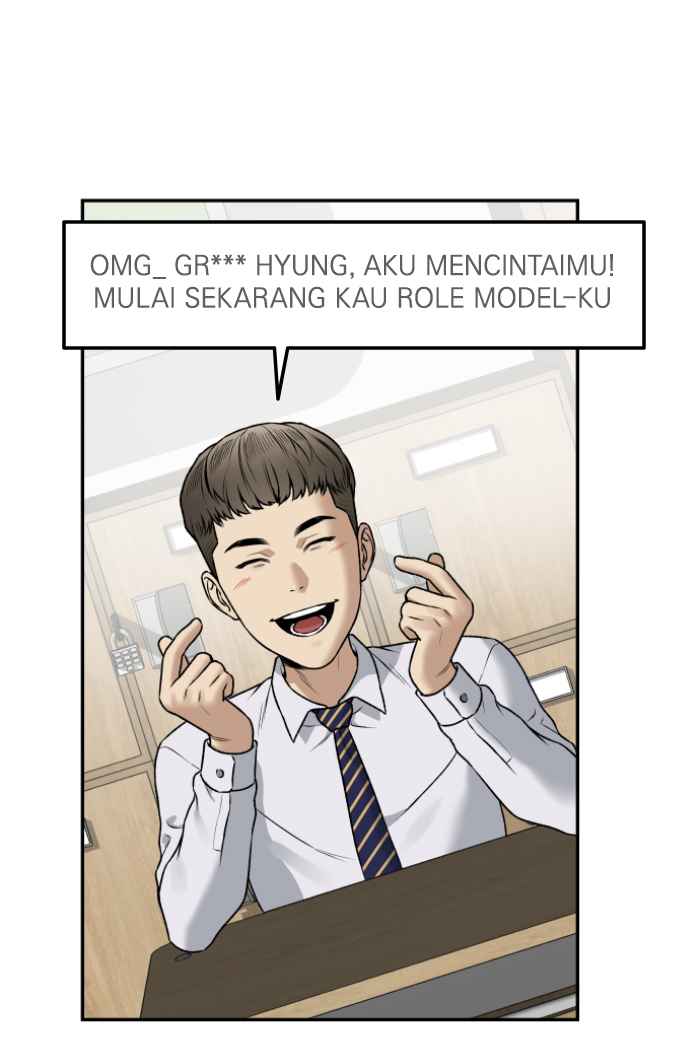 OMG_ GR*** HYUNG, AKU MENCINTAIMU!
MULAI SEKARANG KAU ROLE MODEL-KU